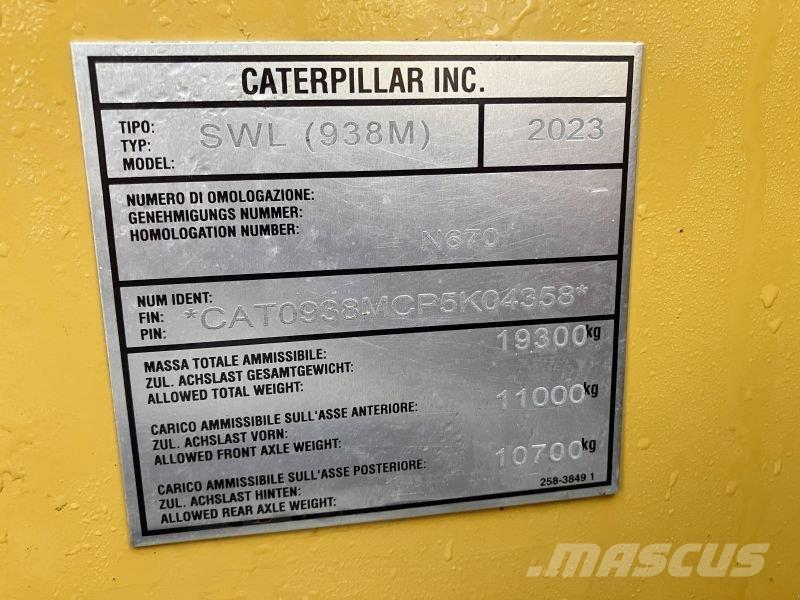 CATERPILLAR INC.
TIPO:
TYP:
MODEL:
SWL (938M)
2023
NUMERO DI OMOLOGAZIONE:
GENEHMIGUNGS NUMMER:
HOMOLOGATION NUMBER:
N670
NUM IDENT:
FIN:
PIN:
*CAT0938MCP5K04358*
MASSA TOTALE AMMISSIBILE:
ZUL. ACHSLAST GESAMTGEWICHT:
ALLOWED TOTAL WEIGHT:
19300kg
CARICO AMMISSIBILE SULL'ASSE ANTERIORE:
ZUL. ACHSLAST VORN:
ALLOWED FRONT AXLE WEIGHT:
11000kg
CARICO AMMISSIBILE SULL'ASSE POSTERIORE:
ZUL. ACHSLAST HINTEN:
ALLOWED REAR AXLE WEIGHT:
10700kg
258-3849 1
MASCUS